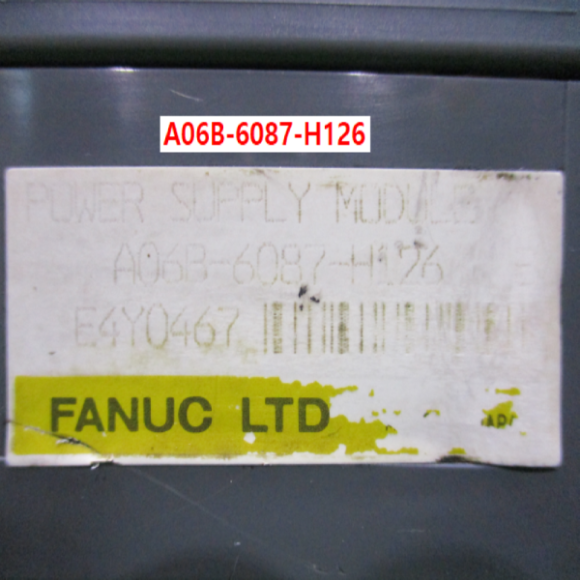 A06B-6087-H126
POWER SUPPLY MODULE
A06B-6087-H126 E
E4Y0467
FANUC LTD